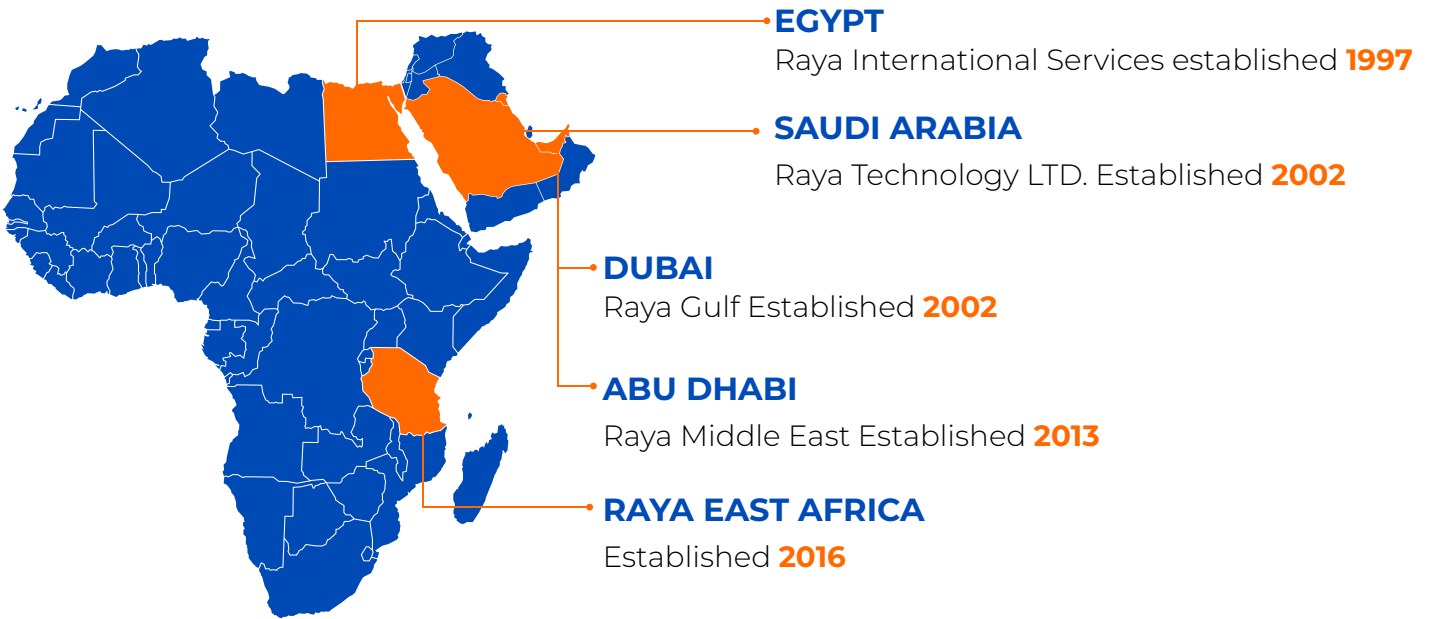 EGYPT
Raya International Services established 1997
SAUDI ARABIA
Raya Technology LTD. Established 2002
DUBAI
Raya Gulf Established 2002
ABU DHABI
Raya Middle East Established 2013
RAYA EAST AFRICA
Established 2016